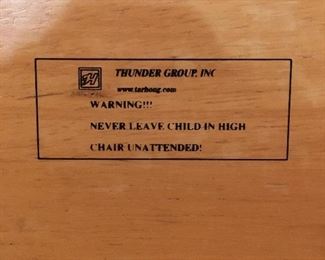 THUNDER GROUP, INC
www.tarhong.com
WARNING!!!
NEVER LEAVE CHILD IN HIGH
CHAIR UNATTENDED!